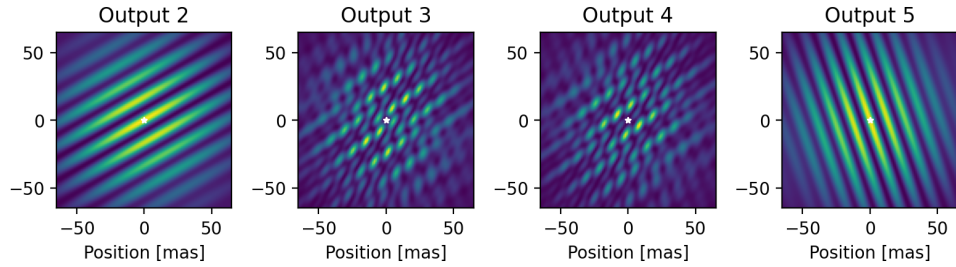 Output 2 Output 3 Output 4 Output 5
50 50 50 50
0 0 0 0
−50 −50 −50 −50
−50 0 50 −50 0 50 −50 0 50 −50 0 50
Position [mas] Position [mas] Position [mas] Position [mas]